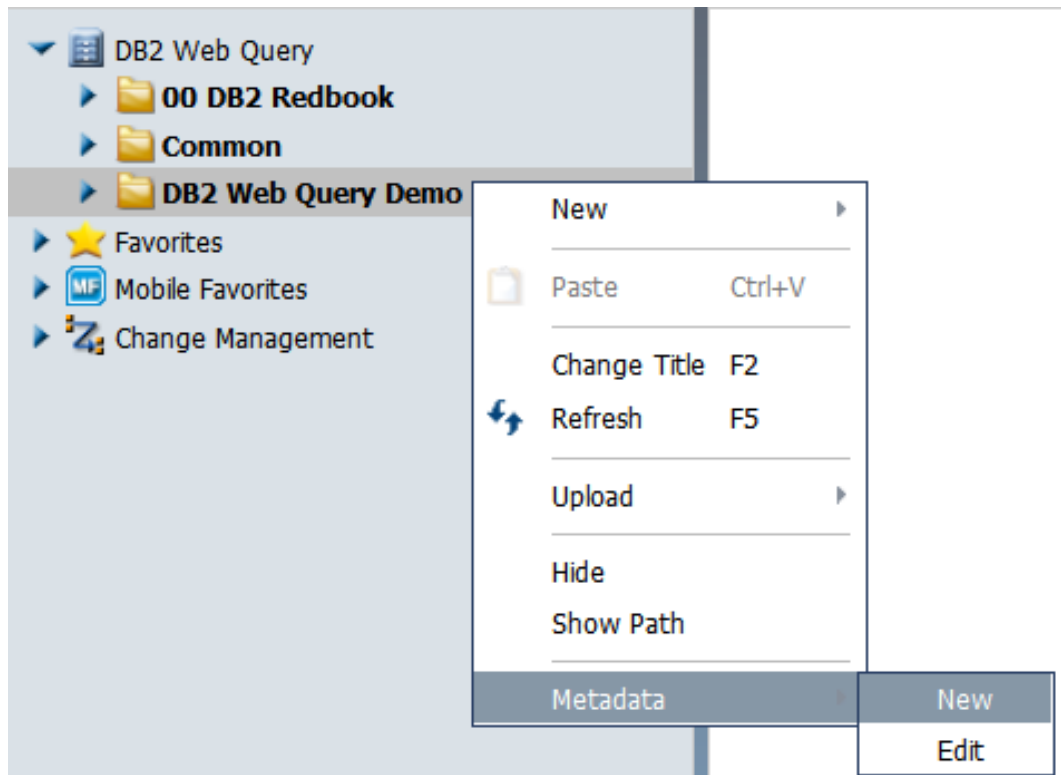 DB2 Web Query
00 DB2 Redbook
Common
DB2 Web Query Demo
Favorites
MF Mobile Favorites
Change Management
New
Paste Ctrl+V
Change Title F2
Refresh F5
Upload
Hide
Show Path
Metadata
New
Edit